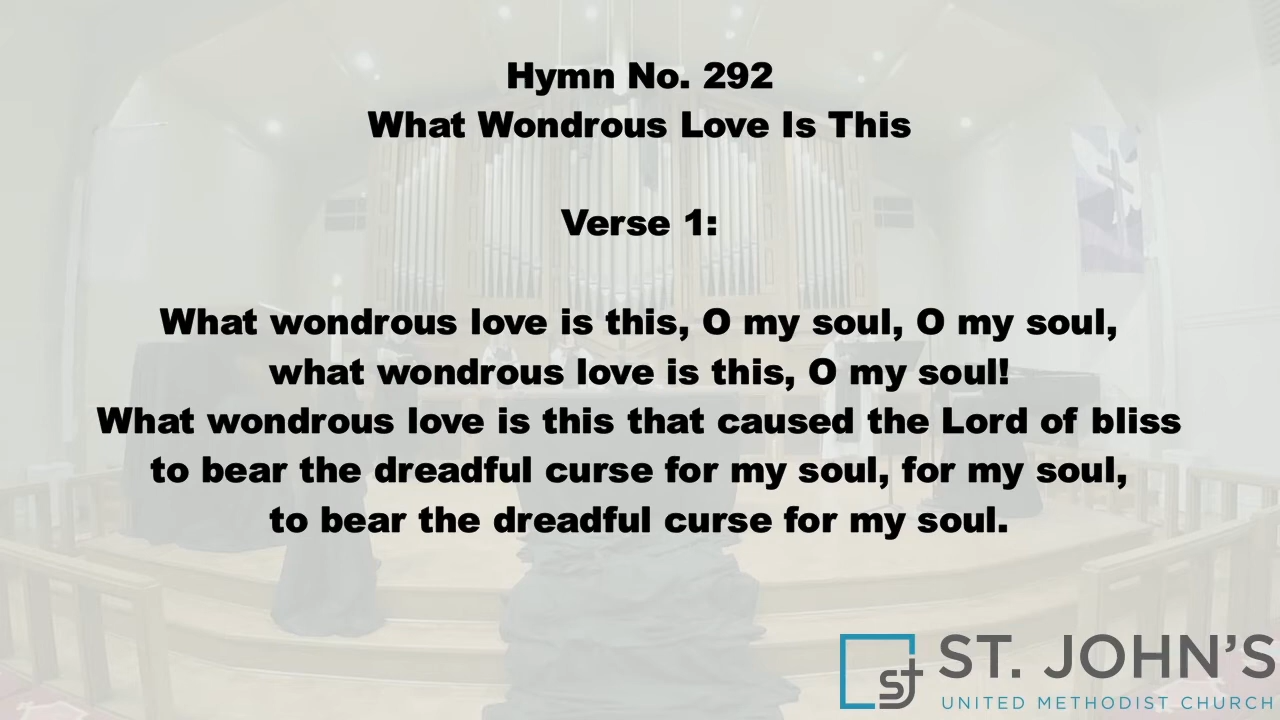 Hymn No. 292
What Wondrous Love Is This
Verse 1:
What wondrous love is this, O my soul, O my soul,
what wondrous love is this, O my soul!
What wondrous love is this that caused the Lord of bliss
to bear the dreadful curse for my soul, for my soul,
to bear the dreadful curse for my soul.
sj
ST. JOHN'S
UNITED METHODIST CHURCH